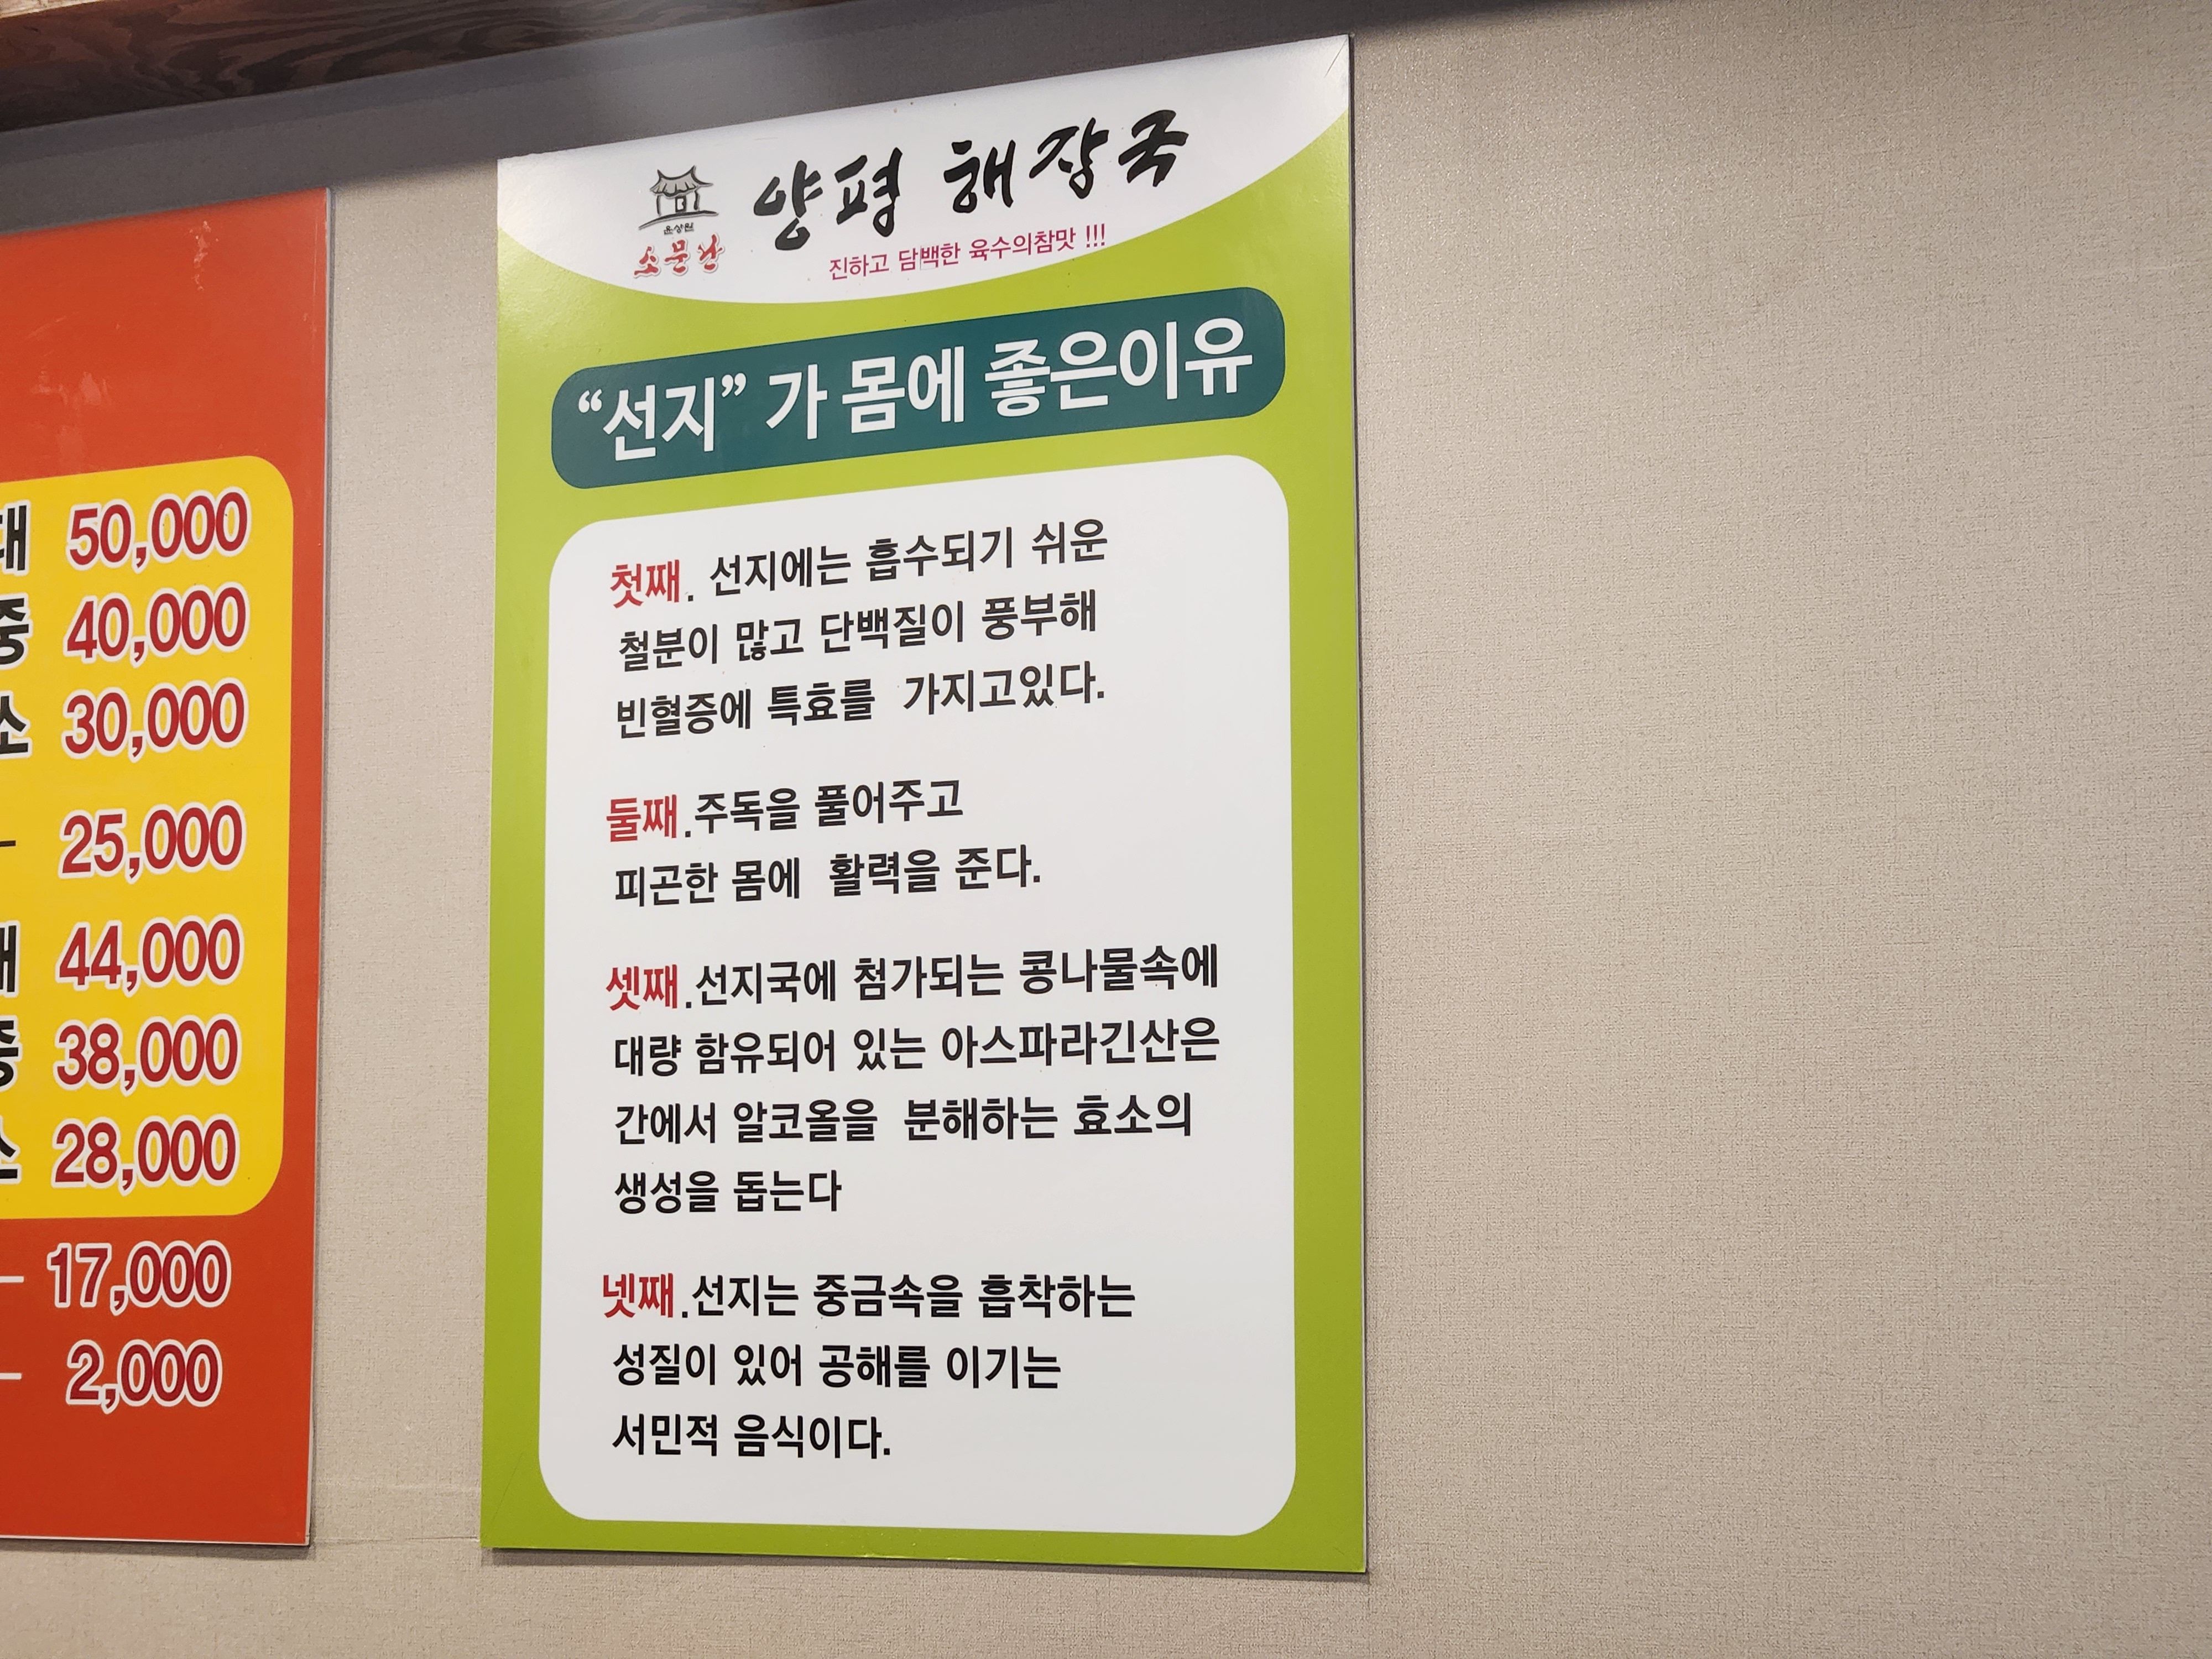 대 50,000
중 40,000
소 30,000
25,000
대 44,000
중 38,000
소 28,000
17,000
2,000
소문난
양평 해장국
진하고 담백한 육수의참맛 !!!
“선지” 가 몸에 좋은이유
첫째. 선지에는 흡수되기 쉬운
철분이 많고 단백질이 풍부해
빈혈증에 특효를 가지고있다.
둘째.주독을 풀어주고
피곤한 몸에 활력을 준다.
셋째.선지국에 첨가되는 콩나물속에
대량 함유되어 있는 아스파라긴산은
간에서 알코올을 분해하는 효소의
생성을 돕는다
넷째.선지는 중금속을 흡착하는
성질이 있어 공해를 이기는
서민적 음식이다.